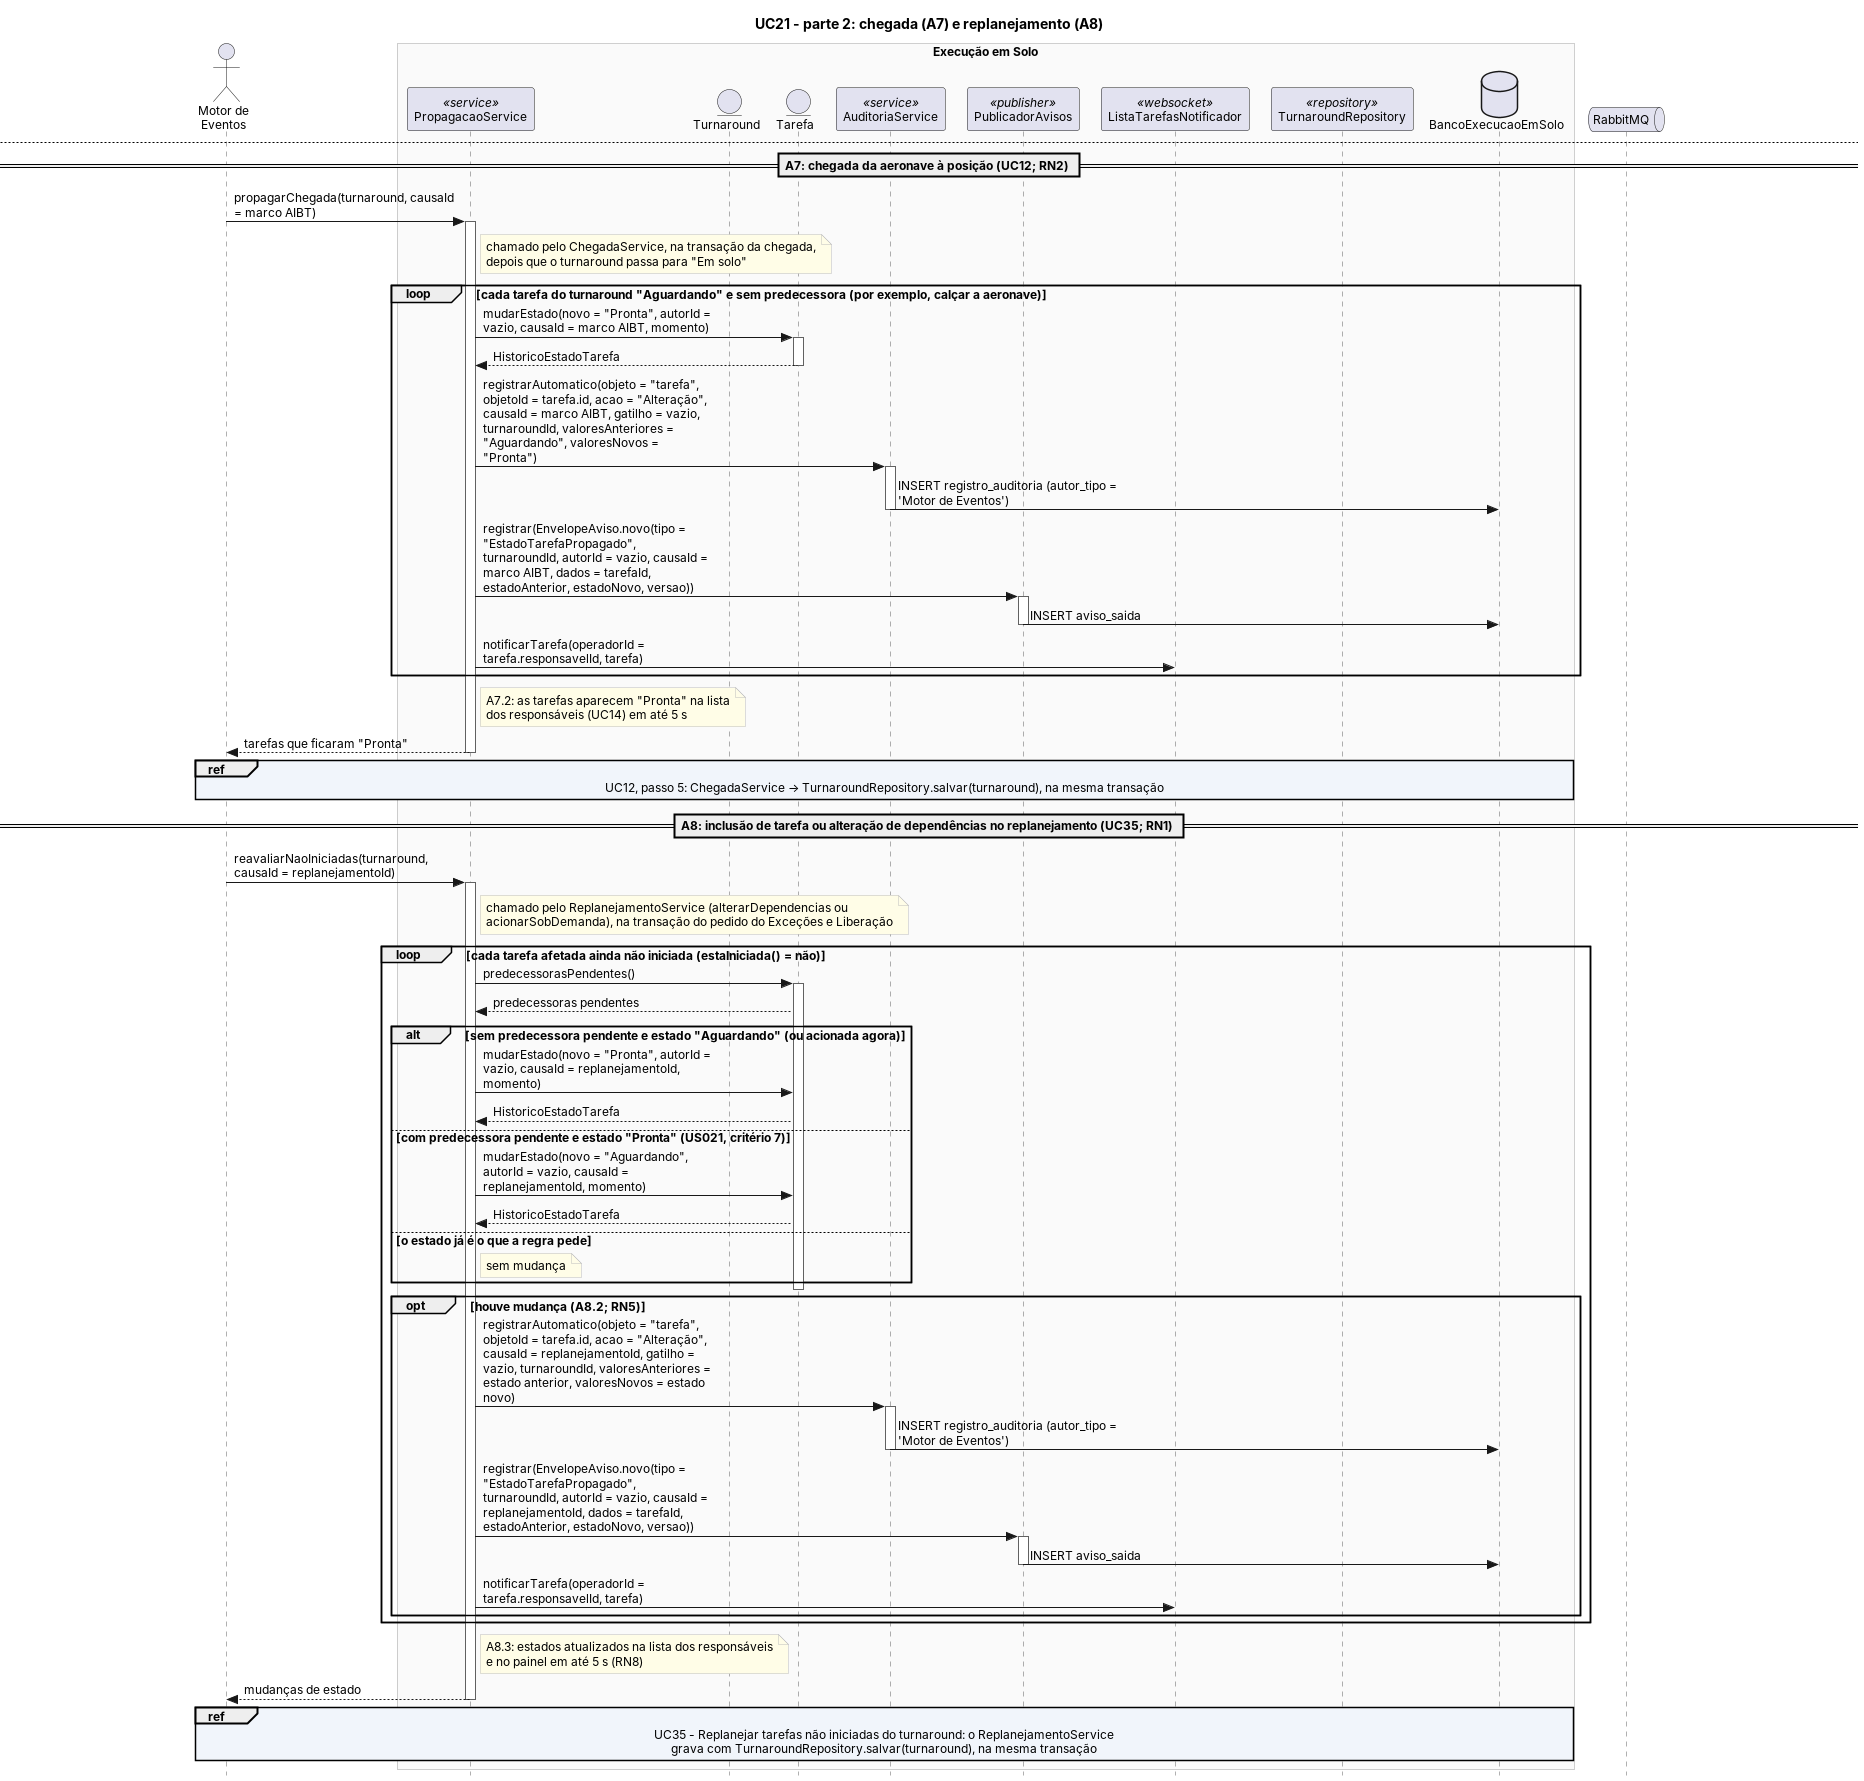 UC21 - parte 2: chegada (A7) e replanejamento (A8)
Execução em Solo
Motor de
Eventos
«service»
PropagacaoService
Turnaround
Tarefa
«service»
AuditoriaService
«publisher»
PublicadorAvisos
«websocket»
ListaTarefasNotificador
«repository»
TurnaroundRepository
BancoExecucaoEmSolo
RabbitMQ
A7: chegada da aeronave à posição (UC12; RN2)
propagarChegada(turnaround, causaId
= marco AIBT)
chamado pelo ChegadaService, na transação da chegada,
depois que o turnaround passa para "Em solo"
loop
[cada tarefa do turnaround "Aguardando" e sem predecessora (por exemplo, calçar a aeronave)]
mudarEstado(novo = "Pronta", autorId =
vazio, causaId = marco AIBT, momento)
HistoricoEstadoTarefa
registrarAutomatico(objeto = "tarefa",
objetoId = tarefa.id, acao = "Alteração",
causaId = marco AIBT, gatilho = vazio,
turnaroundId, valoresAnteriores =
"Aguardando", valoresNovos =
"Pronta")
INSERT registro_auditoria (autor_tipo =
'Motor de Eventos')
registrar(EnvelopeAviso.novo(tipo =
"EstadoTarefaPropagado",
turnaroundId, autorId = vazio, causaId =
marco AIBT, dados = tarefaId,
estadoAnterior, estadoNovo, versao))
INSERT aviso_saida
notificarTarefa(operadorId =
tarefa.responsavelId, tarefa)
A7.2: as tarefas aparecem "Pronta" na lista
dos responsáveis (UC14) em até 5 s
tarefas que ficaram "Pronta"
ref
UC12, passo 5: ChegadaService → TurnaroundRepository.salvar(turnaround), na mesma transação
A8: inclusão de tarefa ou alteração de dependências no replanejamento (UC35; RN1)
reavaliarNaoIniciadas(turnaround,
causaId = replanejamentoId)
chamado pelo ReplanejamentoService (alterarDependencias ou
acionarSobDemanda), na transação do pedido do Exceções e Liberação
loop
[cada tarefa afetada ainda não iniciada (estaIniciada() = não)]
predecessorasPendentes()
predecessoras pendentes
alt
[sem predecessora pendente e estado "Aguardando" (ou acionada agora)]
mudarEstado(novo = "Pronta", autorId =
vazio, causaId = replanejamentoId,
momento)
HistoricoEstadoTarefa
[com predecessora pendente e estado "Pronta" (US021, critério 7)]
mudarEstado(novo = "Aguardando",
autorId = vazio, causaId =
replanejamentoId, momento)
HistoricoEstadoTarefa
[o estado já é o que a regra pede]
sem mudança
opt
[houve mudança (A8.2; RN5)]
registrarAutomatico(objeto = "tarefa",
objetoId = tarefa.id, acao = "Alteração",
causaId = replanejamentoId, gatilho =
vazio, turnaroundId, valoresAnteriores =
estado anterior, valoresNovos = estado
novo)
INSERT registro_auditoria (autor_tipo =
'Motor de Eventos')
registrar(EnvelopeAviso.novo(tipo =
"EstadoTarefaPropagado",
turnaroundId, autorId = vazio, causaId =
replanejamentoId, dados = tarefaId,
estadoAnterior, estadoNovo, versao))
INSERT aviso_saida
notificarTarefa(operadorId =
tarefa.responsavelId, tarefa)
A8.3: estados atualizados na lista dos responsáveis
e no painel em até 5 s (RN8)
mudanças de estado
ref
UC35 - Replanejar tarefas não iniciadas do turnaround: o ReplanejamentoService
grava com TurnaroundRepository.salvar(turnaround), na mesma transação